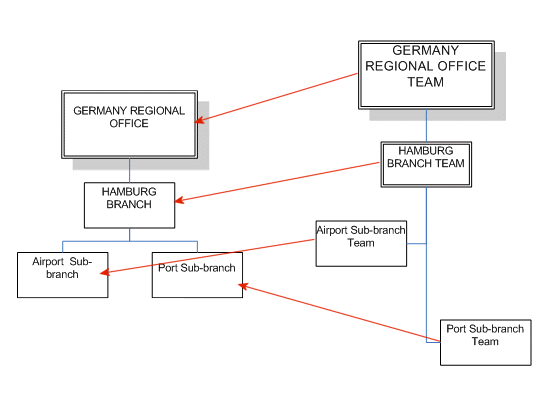 GERMANY
REGIONAL OFFICE
TEAM
GERMANY REGIONAL
OFFICE
HAMBURG
BRANCH TEAM
HAMBURG
BRANCH
Airport Sub-branch
Team
Airport Sub-
branch
Port Sub-branch
Port Sub-branch
Team